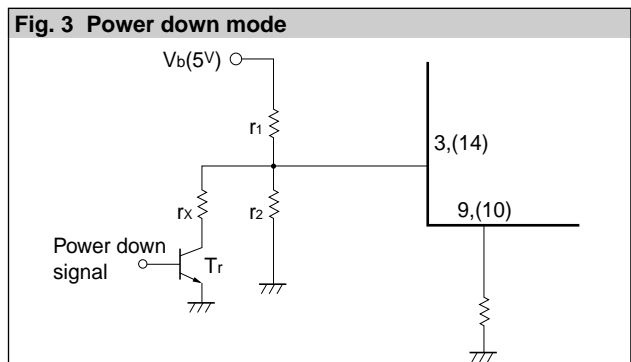 Fig. 3 Power down mode
Vb(5V)
r1
3,(14)
rX
r2
9,(10)
Power down
signal
Tr